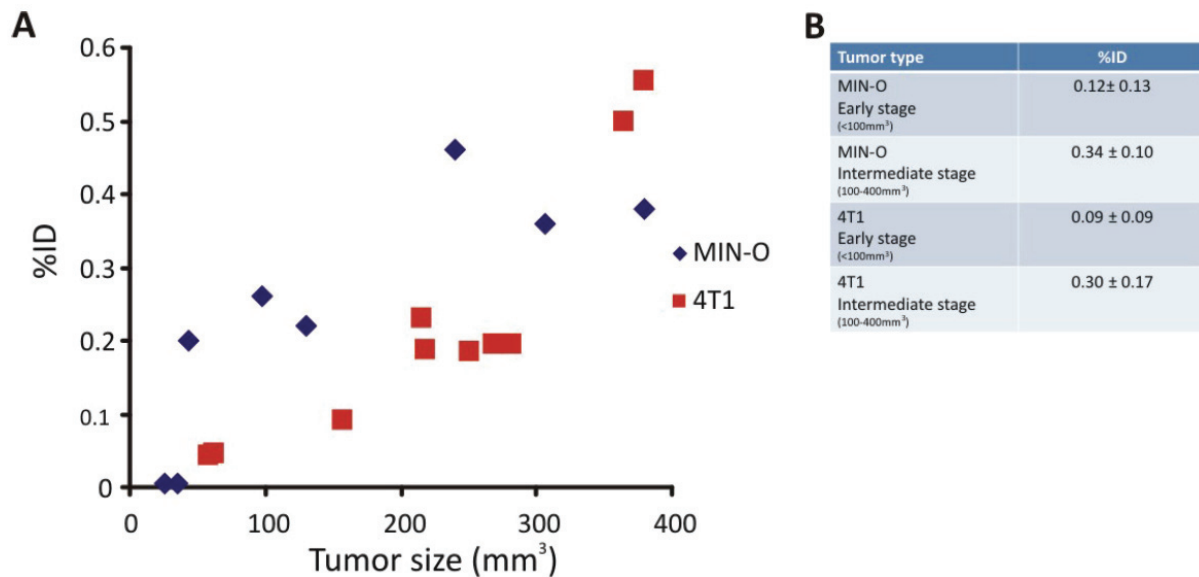 A
0.6
0.5
0.4
0.3
0.2
0.1
0
%ID
0
100
200
300
400
Tumor size (mm³)
MIN-O
4T1
B
Tumor type %ID
MIN-O 0.12± 0.13
Early stage
(<100mm³)
MIN-O 0.34 ± 0.10
Intermediate stage
(100-400mm³)
4T1 0.09 ± 0.09
Early stage
(<100mm³)
4T1 0.30 ± 0.17
Intermediate stage
(100-400mm³)